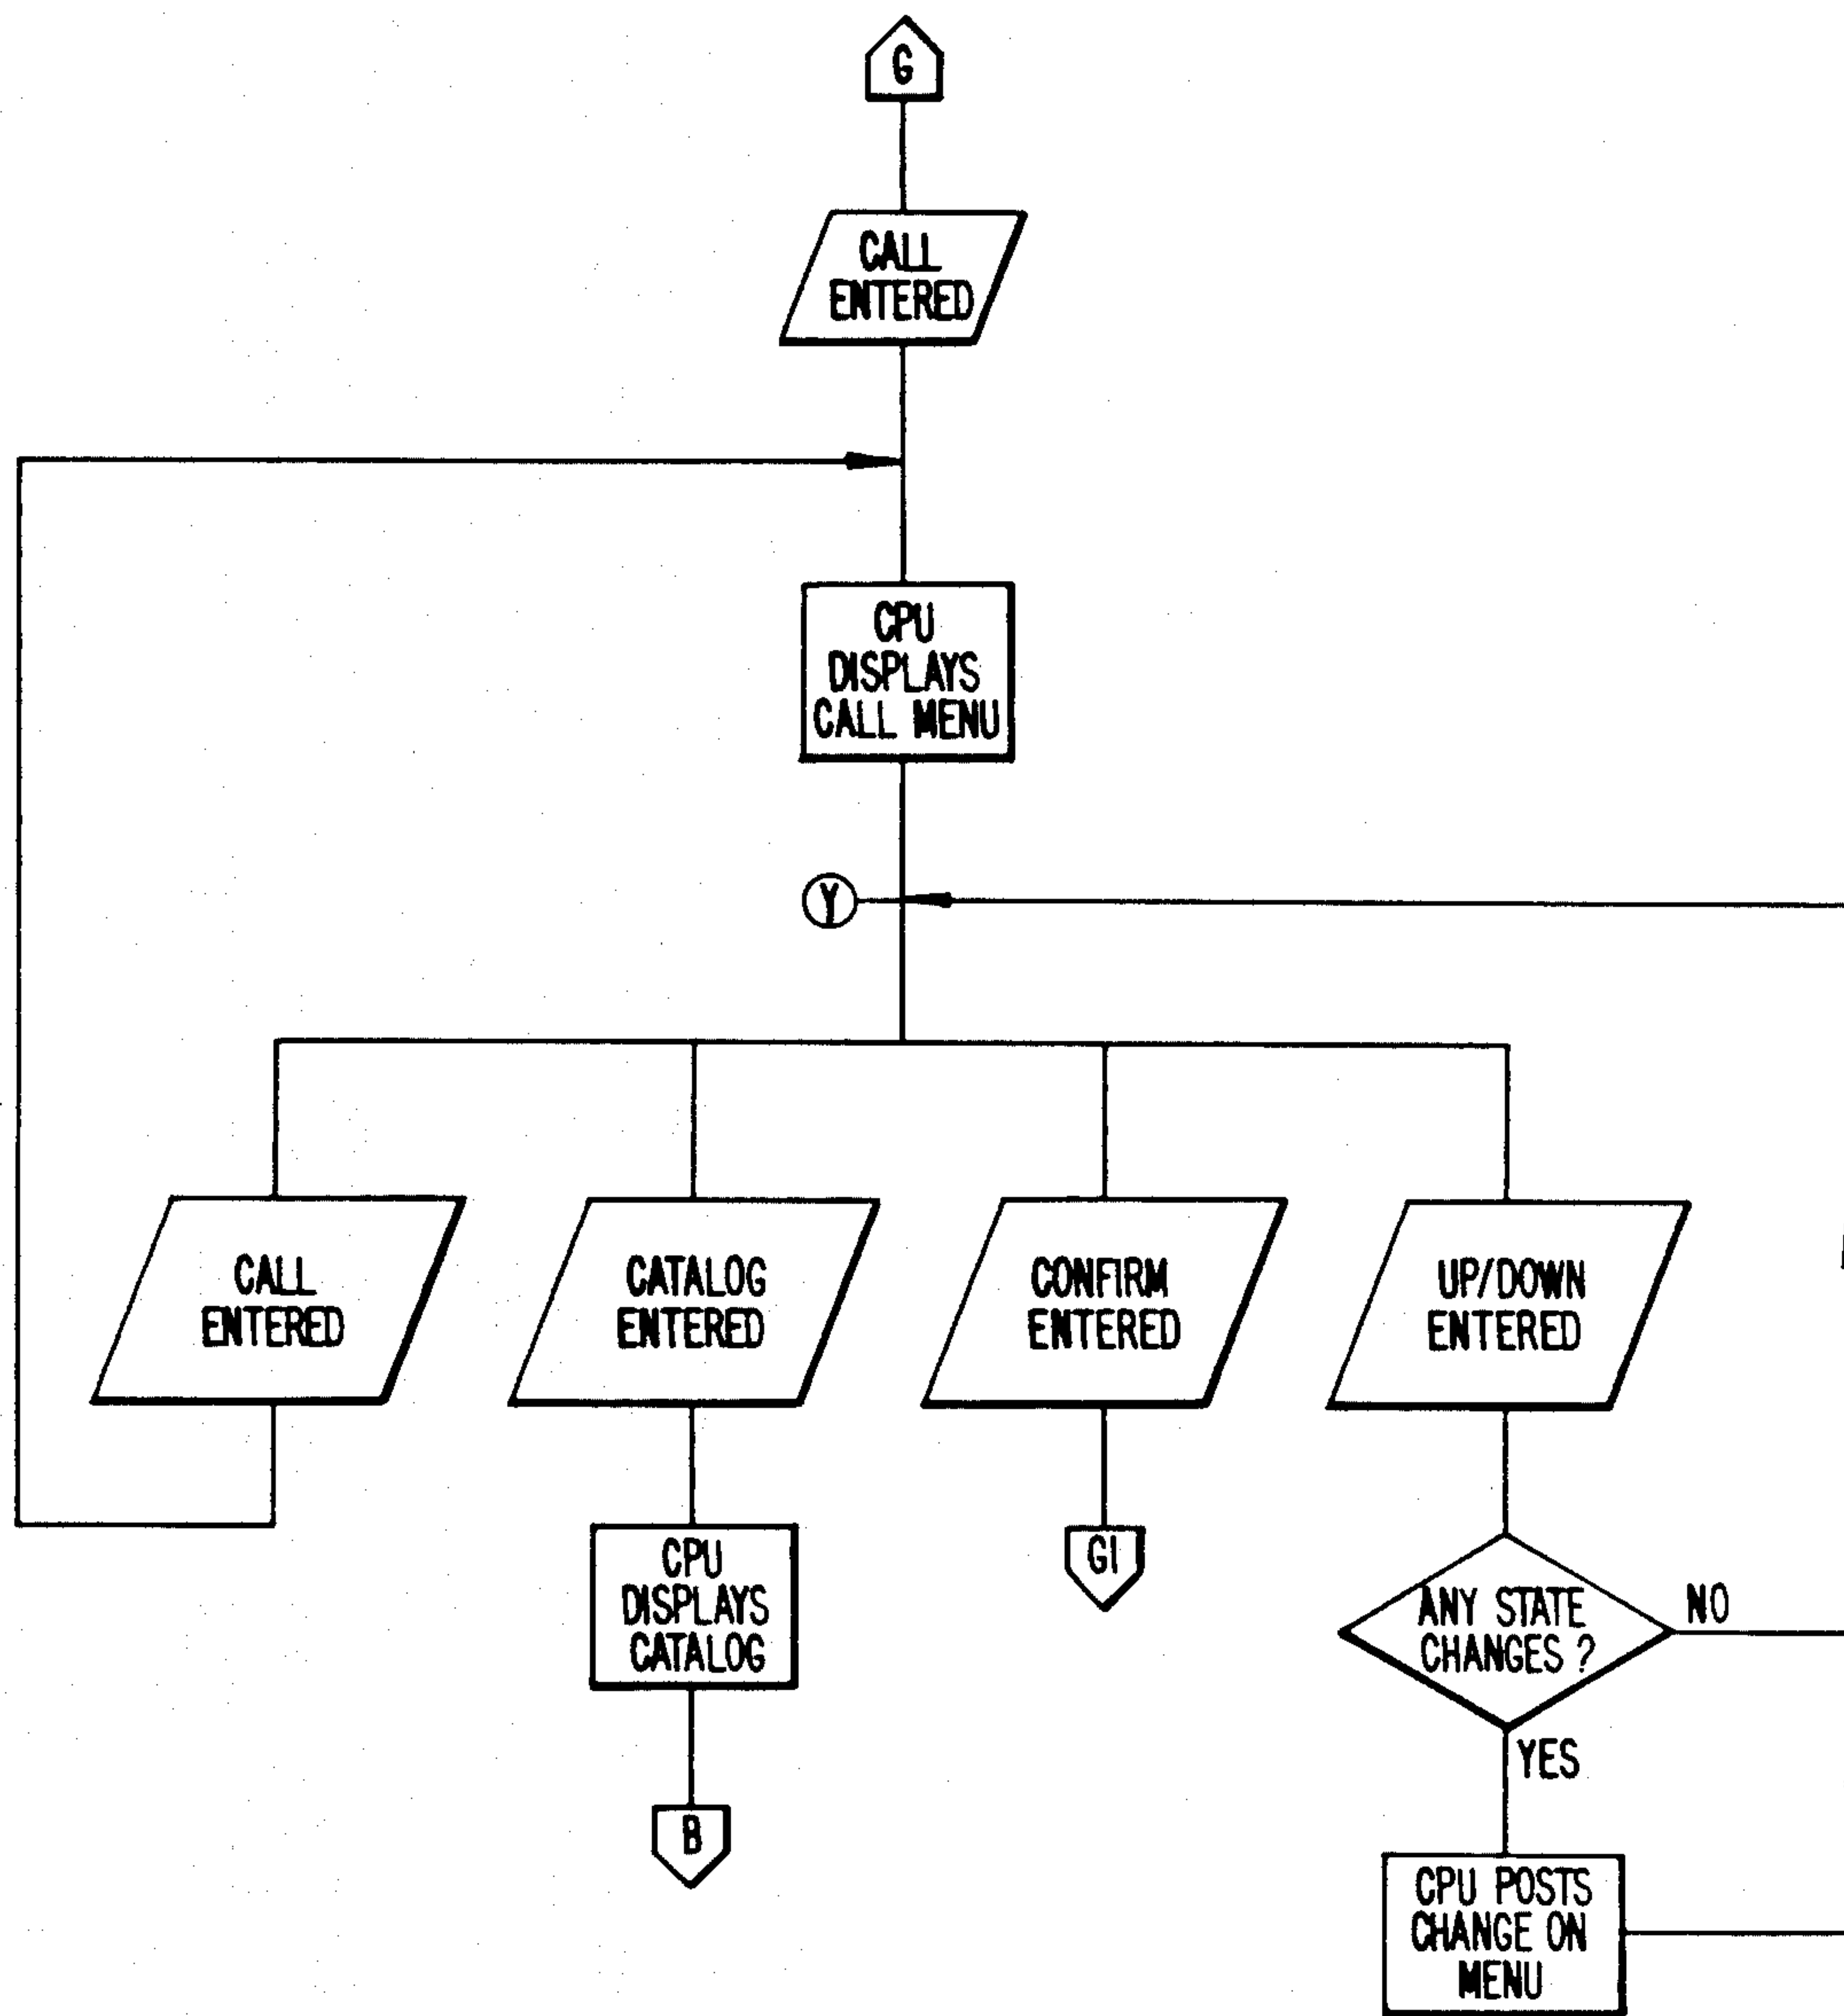 G
CALL
ENTERED
CPU
DISPLAYS
CALL MENU
Y
CALL
ENTERED
CATALOG
ENTERED
CONFIRM
ENTERED
UP/DOWN
ENTERED
CPU
DISPLAYS
CATALOG
G1
ANY STATE
CHANGES ?
NO
YES
B
CPU POSTS
CHANGE ON
MENU